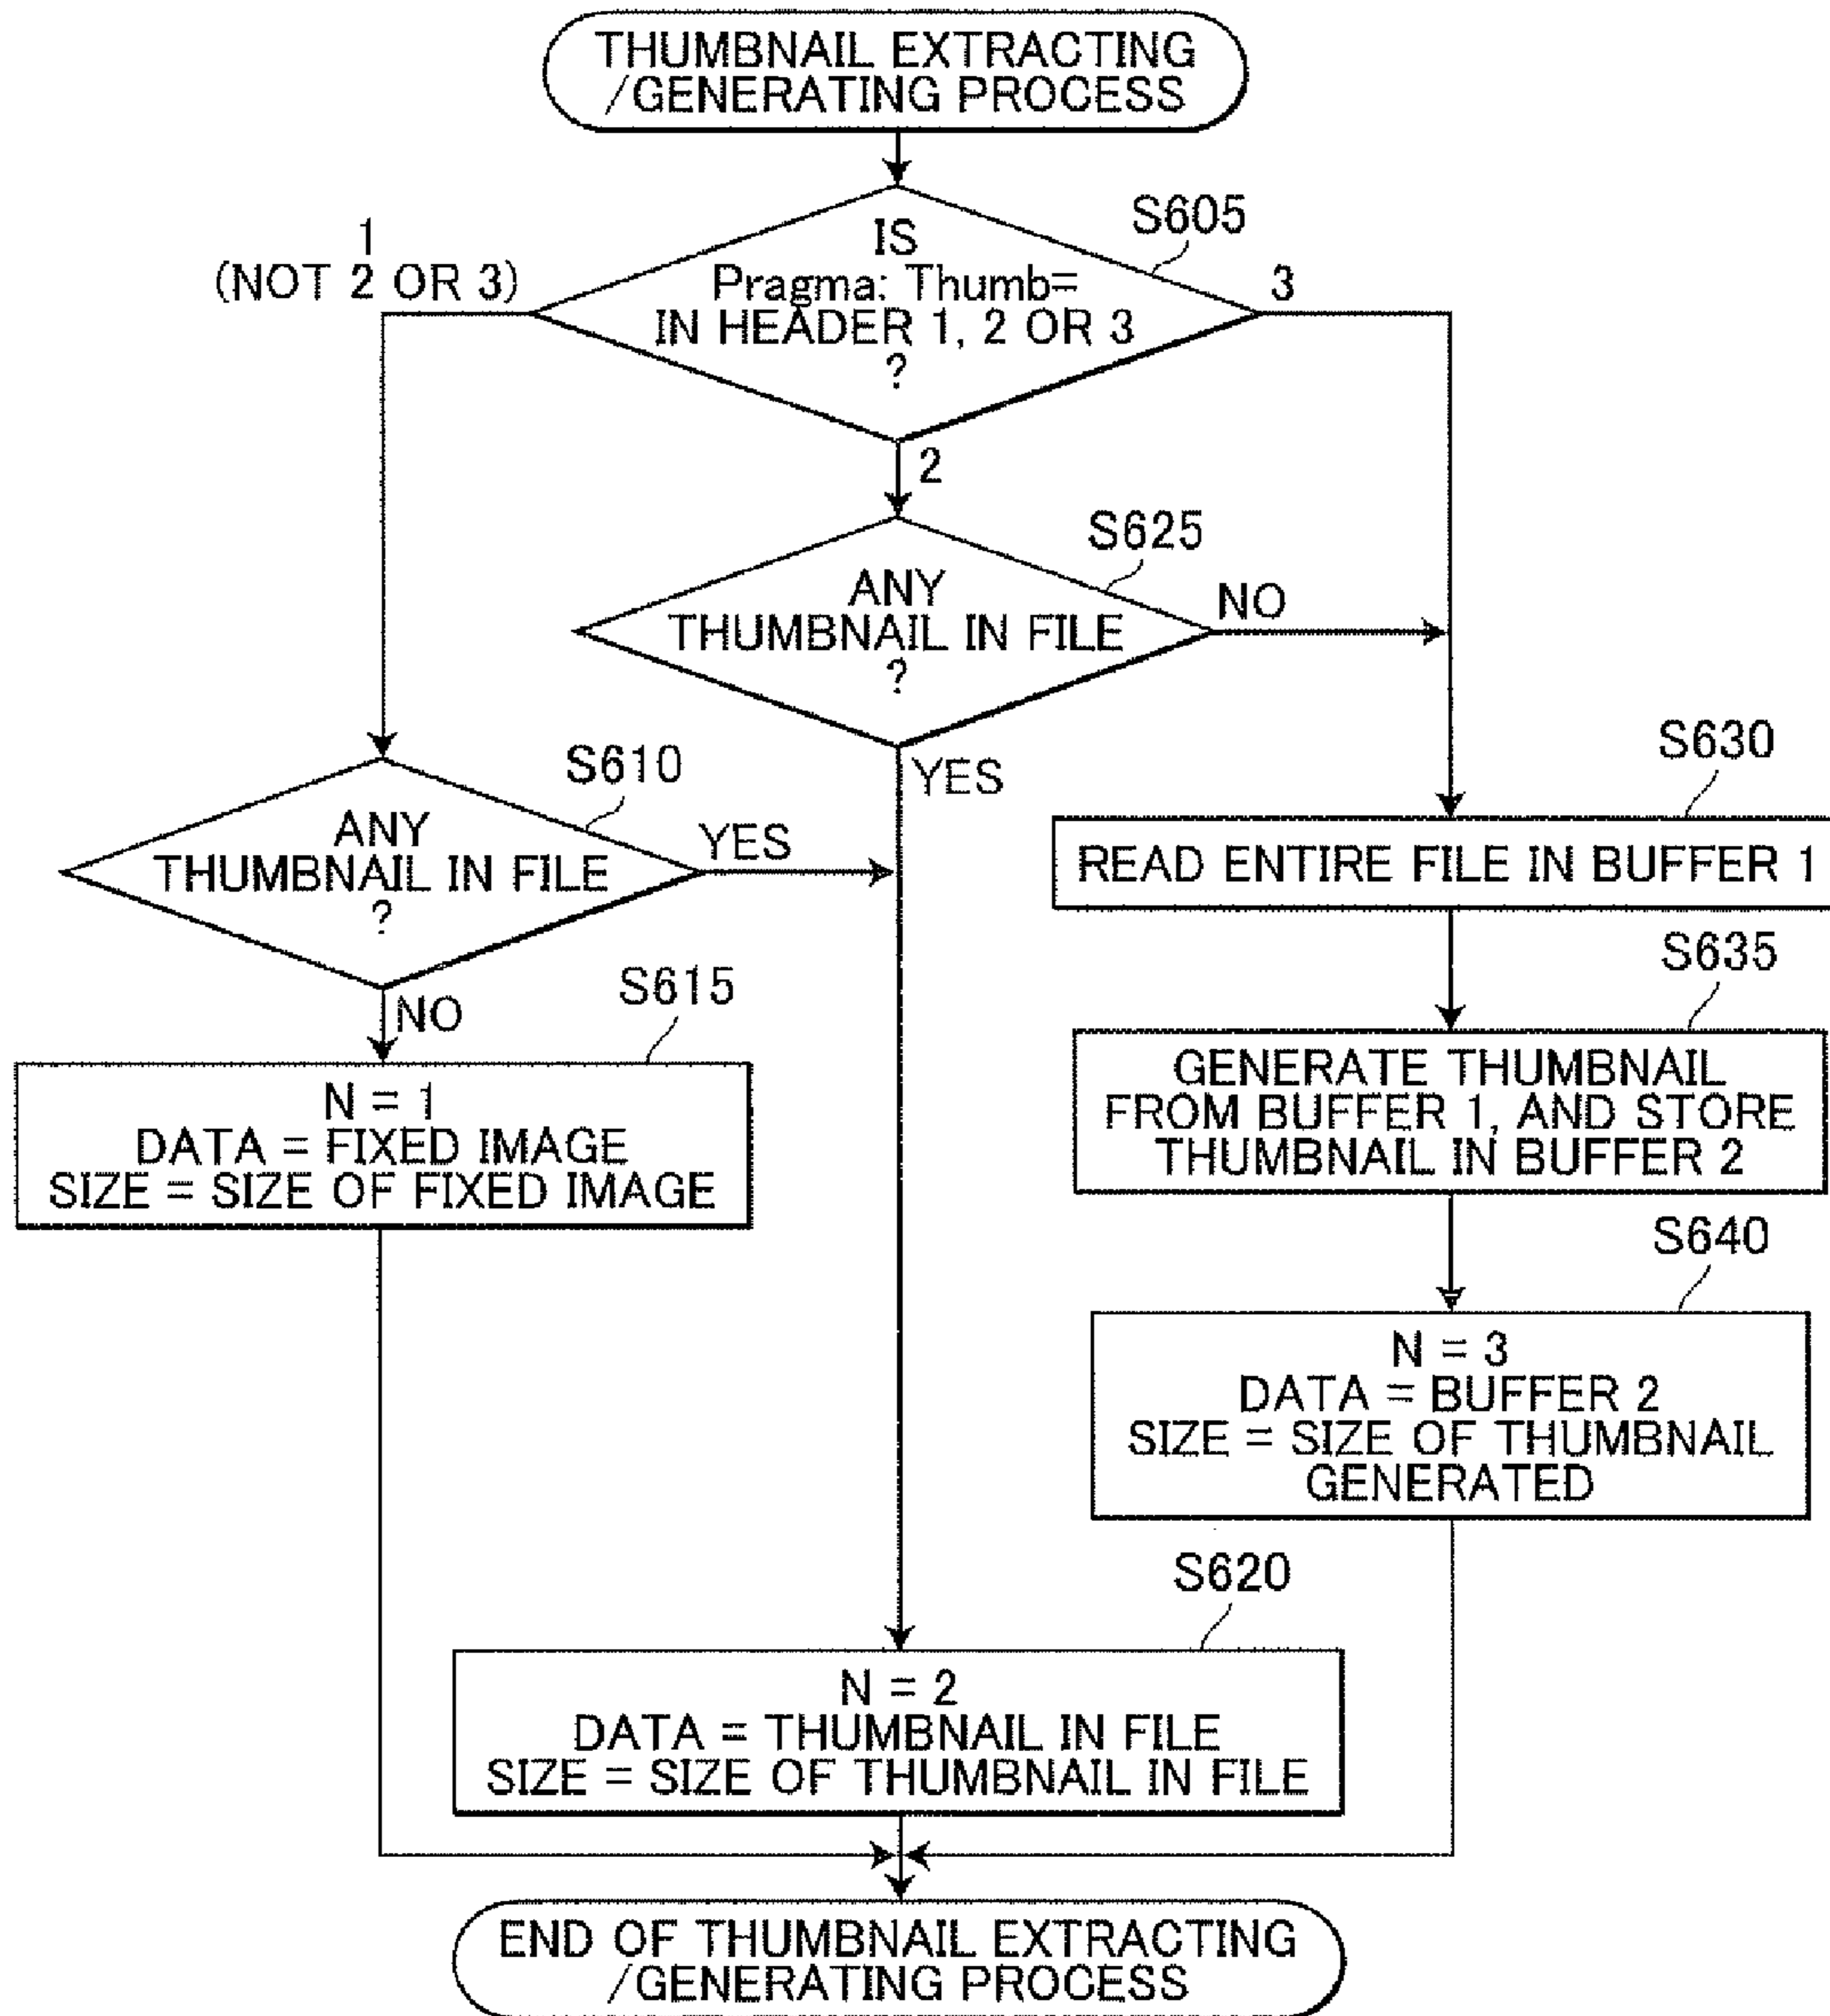 THUMBNAIL EXTRACTING
/GENERATING PROCESS
S605
1
(NOT 2 OR 3)
IS
Pragma: Thumb=
IN HEADER 1, 2 OR 3
?
3
2
S625
ANY
THUMBNAIL IN FILE
?
NO
YES
S610
ANY
THUMBNAIL IN FILE
?
YES
NO
S630
READ ENTIRE FILE IN BUFFER 1
S615
N = 1
DATA = FIXED IMAGE
SIZE = SIZE OF FIXED IMAGE
S635
GENERATE THUMBNAIL
FROM BUFFER 1, AND STORE
THUMBNAIL IN BUFFER 2
S640
N = 3
DATA = BUFFER 2
SIZE = SIZE OF THUMBNAIL
GENERATED
S620
N = 2
DATA = THUMBNAIL IN FILE
SIZE = SIZE OF THUMBNAIL IN FILE
END OF THUMBNAIL EXTRACTING
/GENERATING PROCESS